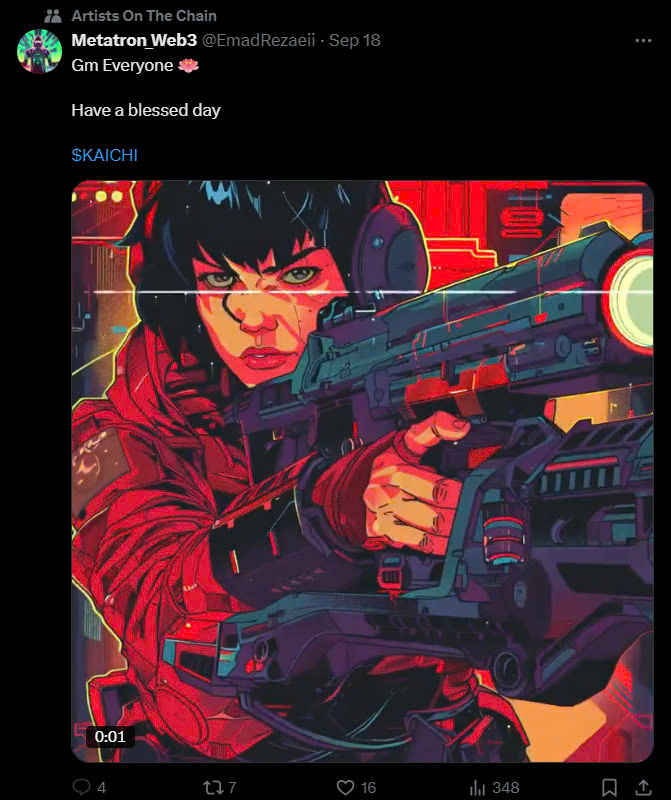 Artists On The Chain
Metatron_Web3 @EmadRezaeii · Sep 18
Gm Everyone 🪷
Have a blessed day
$KAICHI
0:01
4 7 16 348